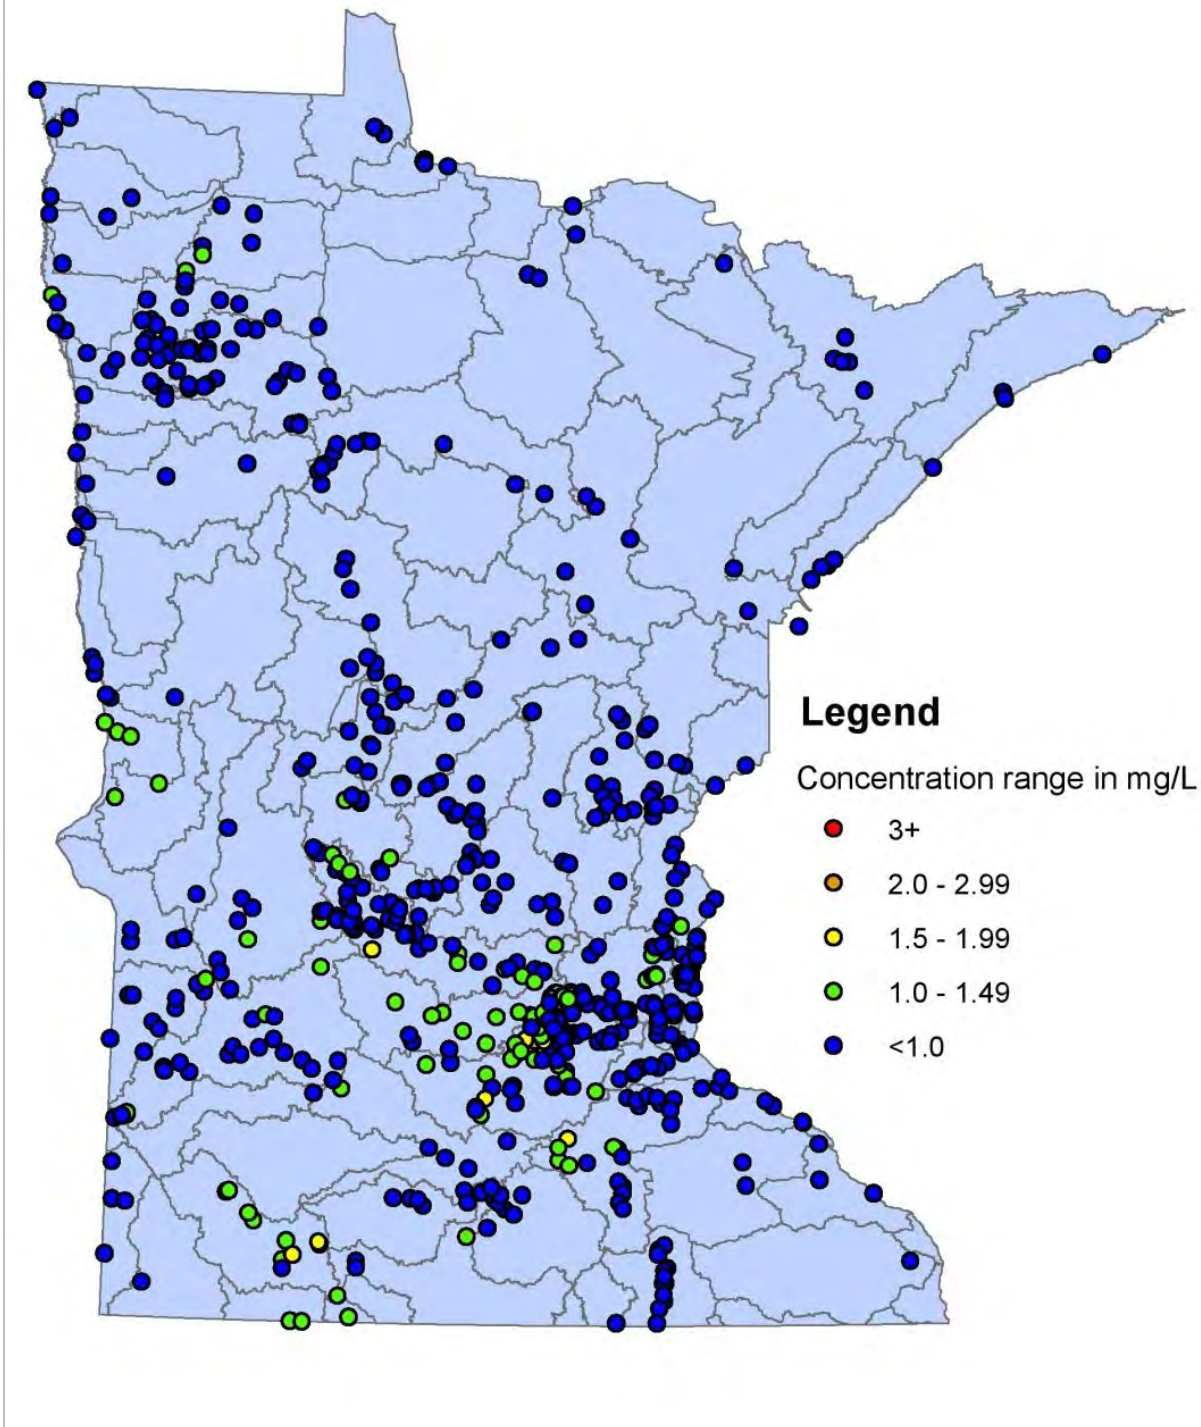 Legend
Concentration range in mg/L
3+
2.0 - 2.99
1.5 - 1.99
1.0 - 1.49
<1.0